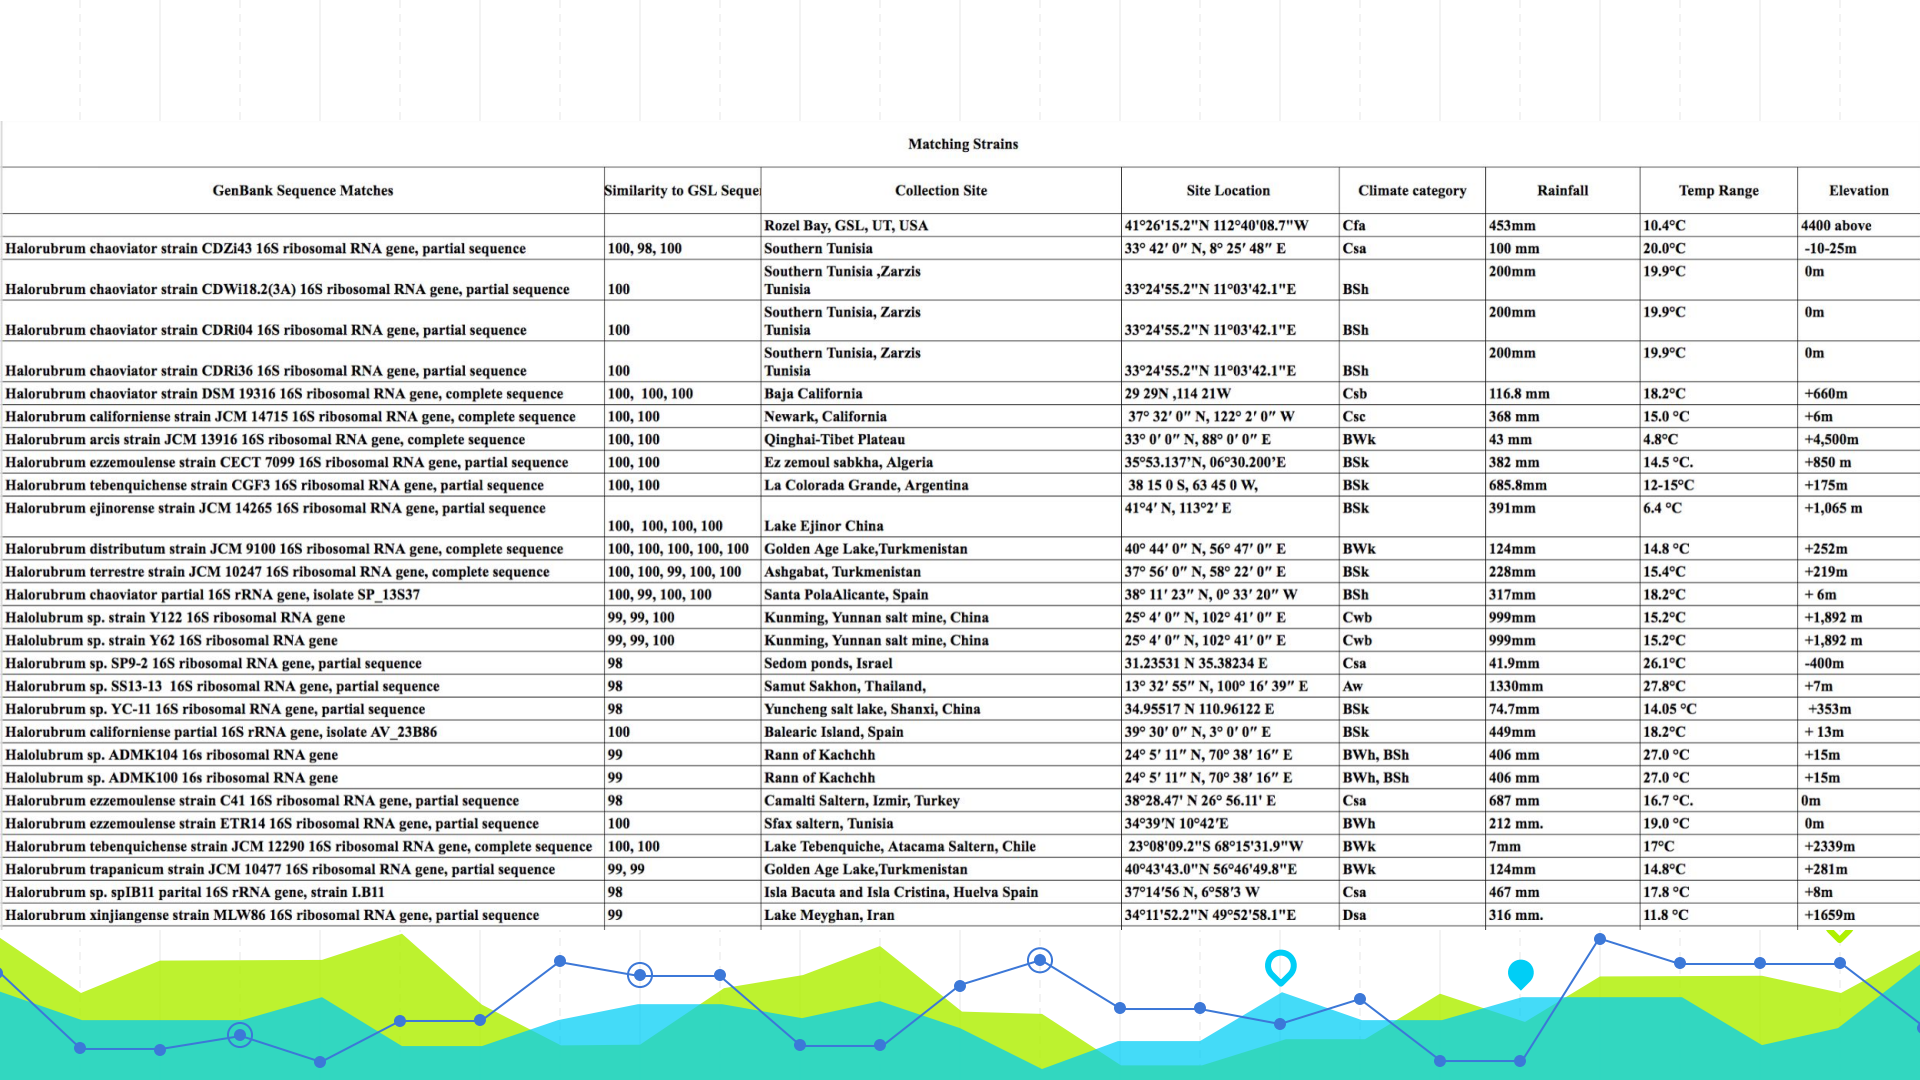 Matching Strains
GenBank Sequence Matches Similarity to GSL Seque Collection Site Site Location Climate category Rainfall Temp Range Elevation
Rozel Bay, GSL, UT, USA 41°26'15.2"N 112°40'08.7"W Cfa 453mm 10.4°C 4400 above
Halorubrum chaoviator strain CDZi43 16S ribosomal RNA gene, partial sequence 100, 98, 100 Southern Tunisia 33° 42′ 0″ N, 8° 25′ 48″ E Csa 100 mm 20.0°C -10-25m
Southern Tunisia ,Zarzis 200mm 19.9°C 0m
Halorubrum chaoviator strain CDWi18.2(3A) 16S ribosomal RNA gene, partial sequence 100 Tunisia 33°24'55.2"N 11°03'42.1"E BSh
Southern Tunisia, Zarzis 200mm 19.9°C 0m
Halorubrum chaoviator strain CDRi04 16S ribosomal RNA gene, partial sequence 100 Tunisia 33°24'55.2"N 11°03'42.1"E BSh
Southern Tunisia, Zarzis 200mm 19.9°C 0m
Halorubrum chaoviator strain CDRi36 16S ribosomal RNA gene, partial sequence 100 Tunisia 33°24'55.2"N 11°03'42.1"E BSh
Halorubrum chaoviator strain DSM 19316 16S ribosomal RNA gene, complete sequence 100, 100, 100 Baja California 29 29N ,114 21W Csb 116.8 mm 18.2°C +660m
Halorubrum californiense strain JCM 14715 16S ribosomal RNA gene, complete sequence 100, 100 Newark, California 37° 32′ 0″ N, 122° 2′ 0″ W Csc 368 mm 15.0 °C +6m
Halorubrum arcis strain JCM 13916 16S ribosomal RNA gene, complete sequence 100, 100 Qinghai-Tibet Plateau 33° 0′ 0″ N, 88° 0′ 0″ E BWk 43 mm 4.8°C +4,500m
Halorubrum ezzemoulense strain CECT 7099 16S ribosomal RNA gene, partial sequence 100, 100 Ez zemoul sabkha, Algeria 35°53.137’N, 06°30.200’E BSk 382 mm 14.5 °C. +850 m
Halorubrum tebenquichense strain CGF3 16S ribosomal RNA gene, partial sequence 100, 100 La Colorada Grande, Argentina 38 15 0 S, 63 45 0 W, BSk 685.8mm 12-15°C +175m
Halorubrum ejinorense strain JCM 14265 16S ribosomal RNA gene, partial sequence 41°4′ N, 113°2′ E BSk 391mm 6.4 °C +1,065 m
100, 100, 100, 100 Lake Ejinor China
Halorubrum distributum strain JCM 9100 16S ribosomal RNA gene, complete sequence 100, 100, 100, 100, 100 Golden Age Lake,Turkmenistan 40° 44′ 0″ N, 56° 47′ 0″ E BWk 124mm 14.8 °C +252m
Halorubrum terrestre strain JCM 10247 16S ribosomal RNA gene, complete sequence 100, 100, 99, 100, 100 Ashgabat, Turkmenistan 37° 56′ 0″ N, 58° 22′ 0″ E BSk 228mm 15.4°C +219m
Halorubrum chaoviator partial 16S rRNA gene, isolate SP_13S37 100, 99, 100, 100 Santa PolaAlicante, Spain 38° 11′ 23″ N, 0° 33′ 20″ W BSh 317mm 18.2°C + 6m
Halolubrum sp. strain Y122 16S ribosomal RNA gene 99, 99, 100 Kunming, Yunnan salt mine, China 25° 4′ 0″ N, 102° 41′ 0″ E Cwb 999mm 15.2°C +1,892 m
Halolubrum sp. strain Y62 16S ribosomal RNA gene 99, 99, 100 Kunming, Yunnan salt mine, China 25° 4′ 0″ N, 102° 41′ 0″ E Cwb 999mm 15.2°C +1,892 m
Halorubrum sp. SP9-2 16S ribosomal RNA gene, partial sequence 98 Sedom ponds, Israel 31.23531 N 35.38234 E Csa 41.9mm 26.1°C -400m
Halorubrum sp. SS13-13 16S ribosomal RNA gene, partial sequence 98 Samut Sakhon, Thailand, 13° 32′ 55″ N, 100° 16′ 39″ E Aw 1330mm 27.8°C +7m
Halorubrum sp. YC-11 16S ribosomal RNA gene, partial sequence 98 Yuncheng salt lake, Shanxi, China 34.95517 N 110.96122 E BSk 74.7mm 14.05 °C +353m
Halorubrum californiense partial 16S rRNA gene, isolate AV_23B86 100 Balearic Island, Spain 39° 30′ 0″ N, 3° 0′ 0″ E BSk 449mm 18.2°C + 13m
Halolubrum sp. ADMK104 16s ribosomal RNA gene 99 Rann of Kachchh 24° 5′ 11″ N, 70° 38′ 16″ E BWh, BSh 406 mm 27.0 °C +15m
Halolubrum sp. ADMK100 16s ribosomal RNA gene 99 Rann of Kachchh 24° 5′ 11″ N, 70° 38′ 16″ E BWh, BSh 406 mm 27.0 °C +15m
Halorubrum ezzemoulense strain C41 16S ribosomal RNA gene, partial sequence 98 Camalti Saltern, Izmir, Turkey 38°28.47' N 26° 56.11' E Csa 687 mm 16.7 °C. 0m
Halorubrum ezzemoulense strain ETR14 16S ribosomal RNA gene, partial sequence 100 Sfax saltern, Tunisia 34°39′N 10°42′E BWh 212 mm. 19.0 °C 0m
Halorubrum tebenquichense strain JCM 12290 16S ribosomal RNA gene, complete sequence 100, 100 Lake Tebenquiche, Atacama Saltern, Chile 23°08'09.2"S 68°15'31.9"W BWk 7mm 17°C +2339m
Halorubrum trapanicum strain JCM 10477 16S ribosomal RNA gene, partial sequence 99, 99 Golden Age Lake,Turkmenistan 40°43'43.0"N 56°46'49.8"E BWk 124mm 14.8°C +281m
Halorubrum sp. spIB11 parital 16S rRNA gene, strain I.B11 98 Isla Bacuta and Isla Cristina, Huelva Spain 37°14'56 N, 6°58'3 W Csa 467 mm 17.8 °C +8m
Halorubrum xinjiangense strain MLW86 16S ribosomal RNA gene, partial sequence 99 Lake Meyghan, Iran 34°11'52.2"N 49°52'58.1"E Dsa 316 mm. 11.8 °C +1659m